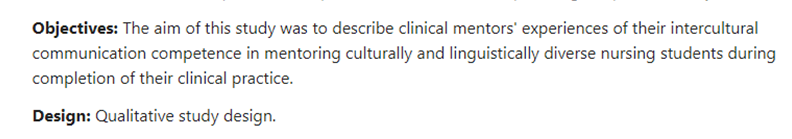 Objectives: The aim of this study was to describe clinical mentors' experiences of their intercultural
communication competence in mentoring culturally and linguistically diverse nursing students during
completion of their clinical practice.
Design: Qualitative study design.